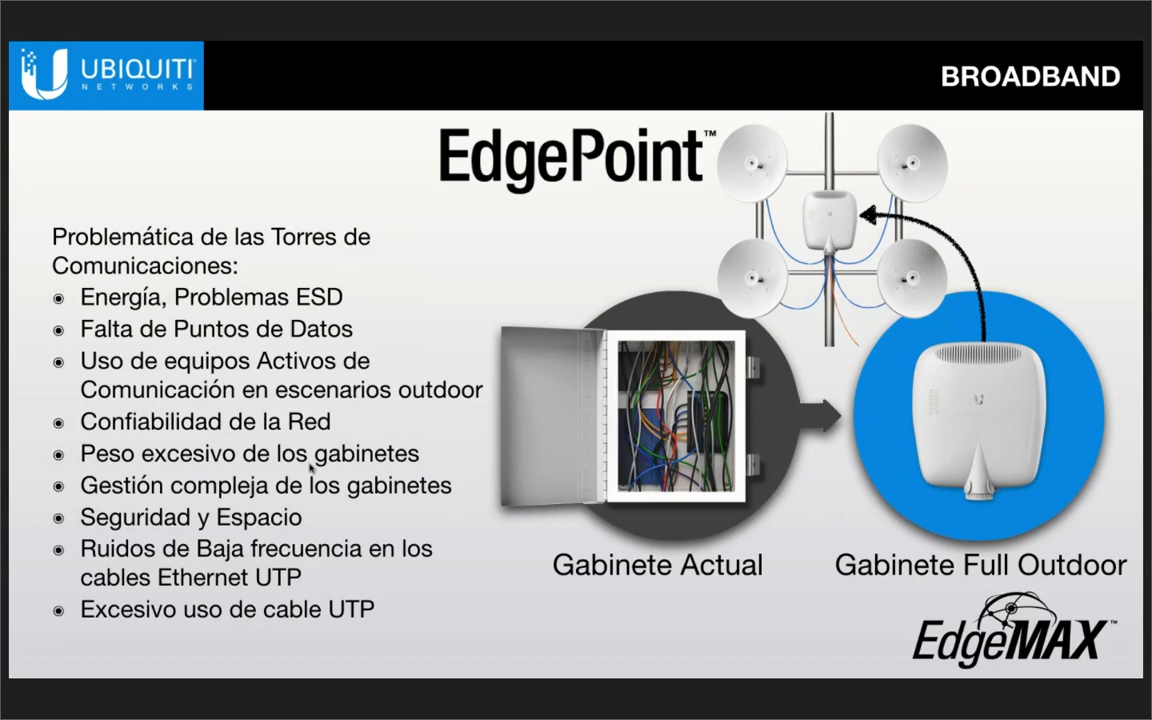 UBIQUITI
NETWORKS
BROADBAND
EdgePoint™
Problemática de las Torres de
Comunicaciones:
Energía, Problemas ESD
Falta de Puntos de Datos
Uso de equipos Activos de
Comunicación en escenarios outdoor
Confiabilidad de la Red
Peso excesivo de los gabinetes
Gestión compleja de los gabinetes
Seguridad y Espacio
Ruidos de Baja frecuencia en los
cables Ethernet UTP
Excesivo uso de cable UTP
Gabinete Actual
Gabinete Full Outdoor
EdgeMAX™